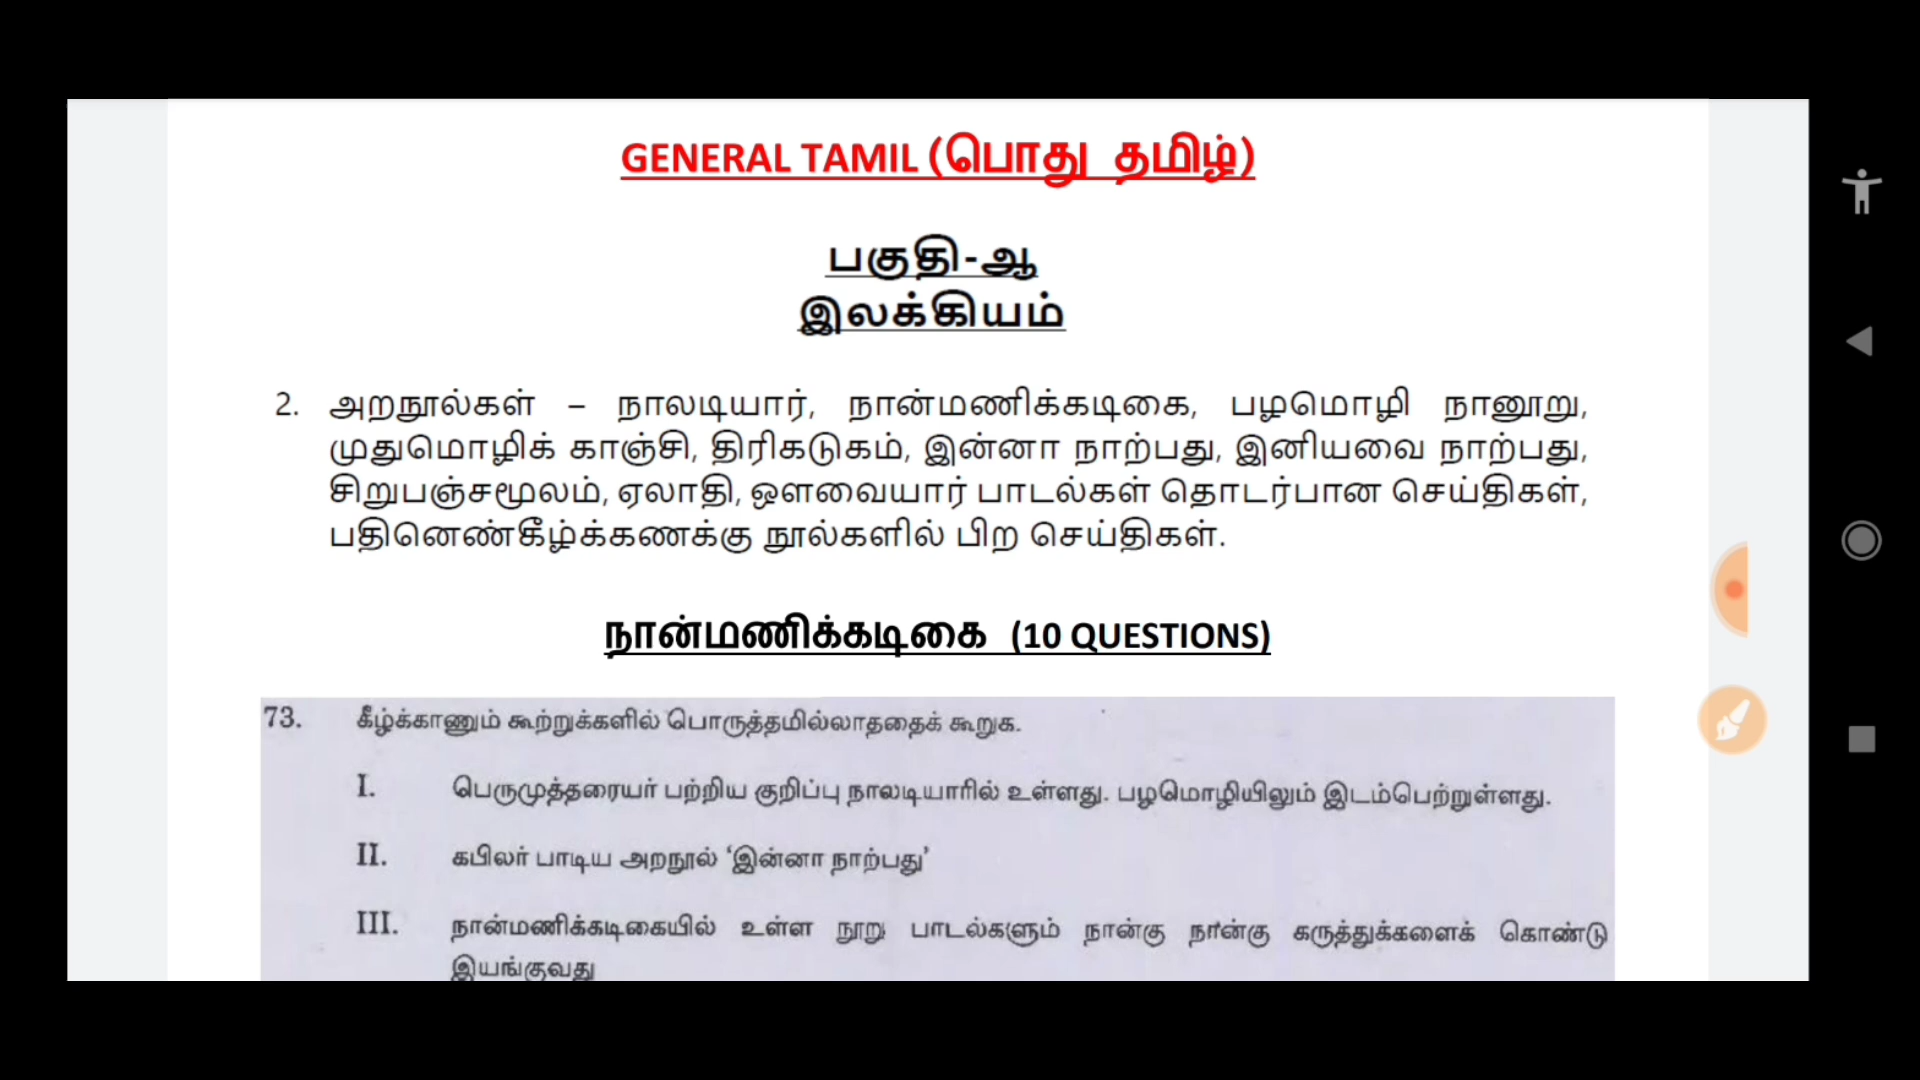 GENERAL TAMIL (பொது தமிழ்)
பகுதி-ஆ
இலக்கியம்
2. அறநூல்கள் – நாலடியார், நான்மணிக்கடிகை, பழமொழி நானூறு,
முதுமொழிக் காஞ்சி, திரிகடுகம், இன்னா நாற்பது, இனியவை நாற்பது,
சிறுபஞ்சமூலம், ஏலாதி, ஔவையார் பாடல்கள் தொடர்பான செய்திகள்,
பதினெண்கீழ்க்கணக்கு நூல்களில் பிற செய்திகள்.
நான்மணிக்கடிகை (10 QUESTIONS)
73. கீழ்க்காணும் கூற்றுக்களில் பொருத்தமில்லாததைக் கூறுக.
I. பெருமுத்தரையர் பற்றிய குறிப்பு நாலடியாரில் உள்ளது. பழமொழியிலும் இடம்பெற்றுள்ளது.
II. கபிலர் பாடிய அறநூல் ‘இன்னா நாற்பது’
III. நான்மணிக்கடிகையில் உள்ள நூறு பாடல்களும் நான்கு நான்கு கருத்துக்களைக் கொண்டு
இயங்குவது